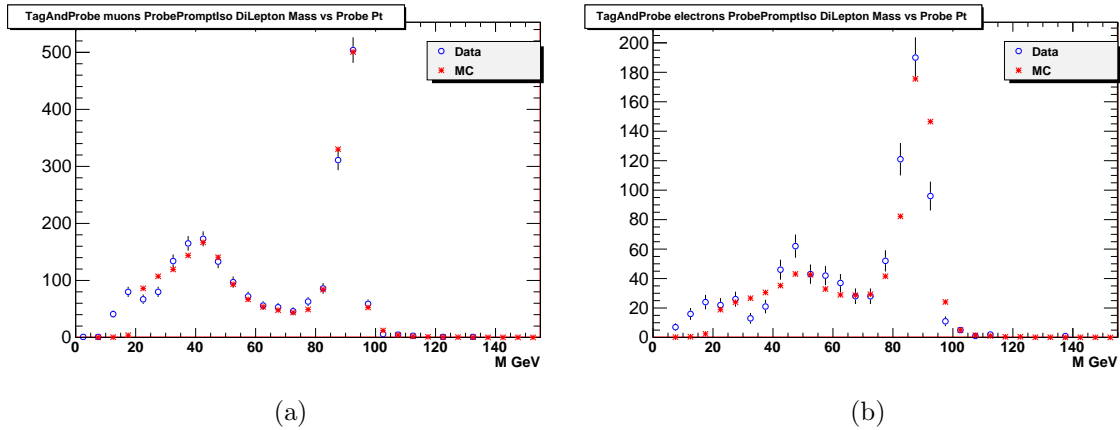 TagAndProbe muons ProbePromptIso DiLepton Mass vs Probe Pt
Data
MC
500
400
300
200
100
0
0 20 40 60 80 100 120 140
M GeV
(a)
TagAndProbe electrons ProbePromptIso DiLepton Mass vs Probe Pt
Data
MC
200
180
160
140
120
100
80
60
40
20
0
0 20 40 60 80 100 120 140
M GeV
(b)